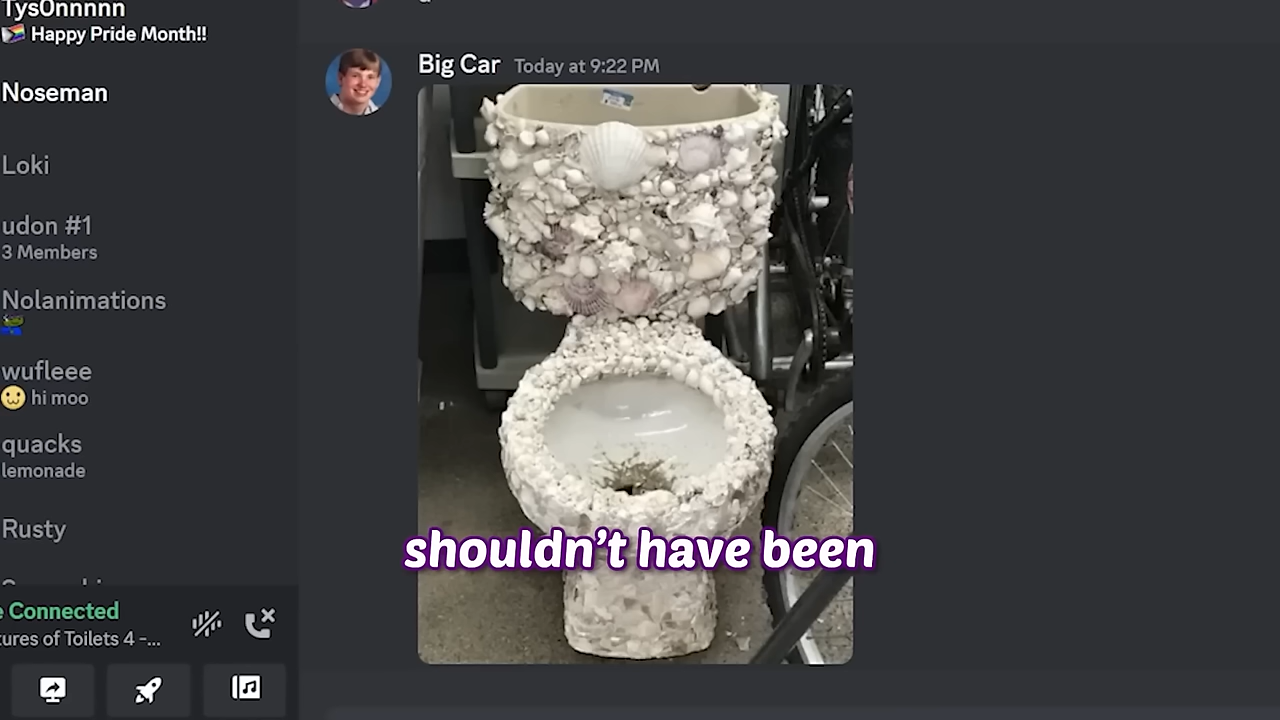 TysOnnnnn
Happy Pride Month!!
Noseman
Loki
udon #1
3 Members
Nolanimations
wufleee
hi moo
quacks
lemonade
Rusty
Connected
tures of Toilets 4 -...
Big Car Today at 9:22 PM
shouldn't have been